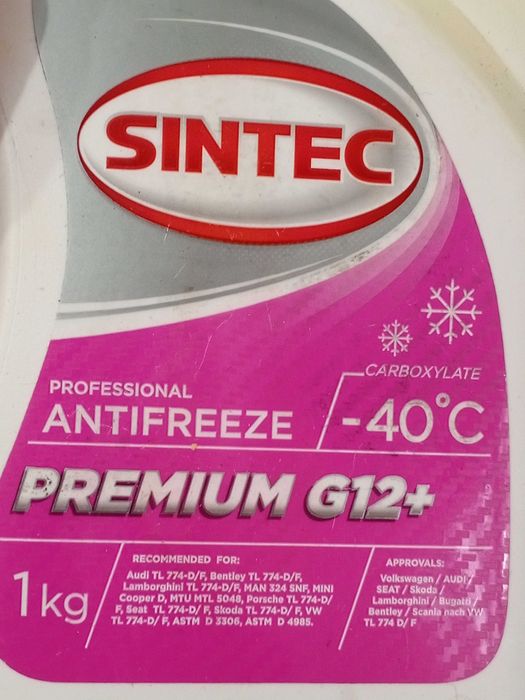 SINTEC
CARBOXYLATE
PROFESSIONAL
ANTIFREEZE
-40°C
PREMIUM G12+
1kg
RECOMMENDED FOR:
Audi TL 774-D/F, Bentley TL 774-D/F,
Lamborghini TL 774-D/F, MAN 324 SNF, MINI
Cooper D, MTU MTL 5048, Porsche TL 774-D/
F, Seat TL 774-D/ F, Skoda TL 774-D/ F, VW
TL 774-D/ F, ASTM D 3306, ASTM D 4985.
APPROVALS:
Volkswagen / AUDI /
SEAT / Skoda /
Lamborghini / Bugatti /
Bentley / Scania nach VW
TL 774 D/ F